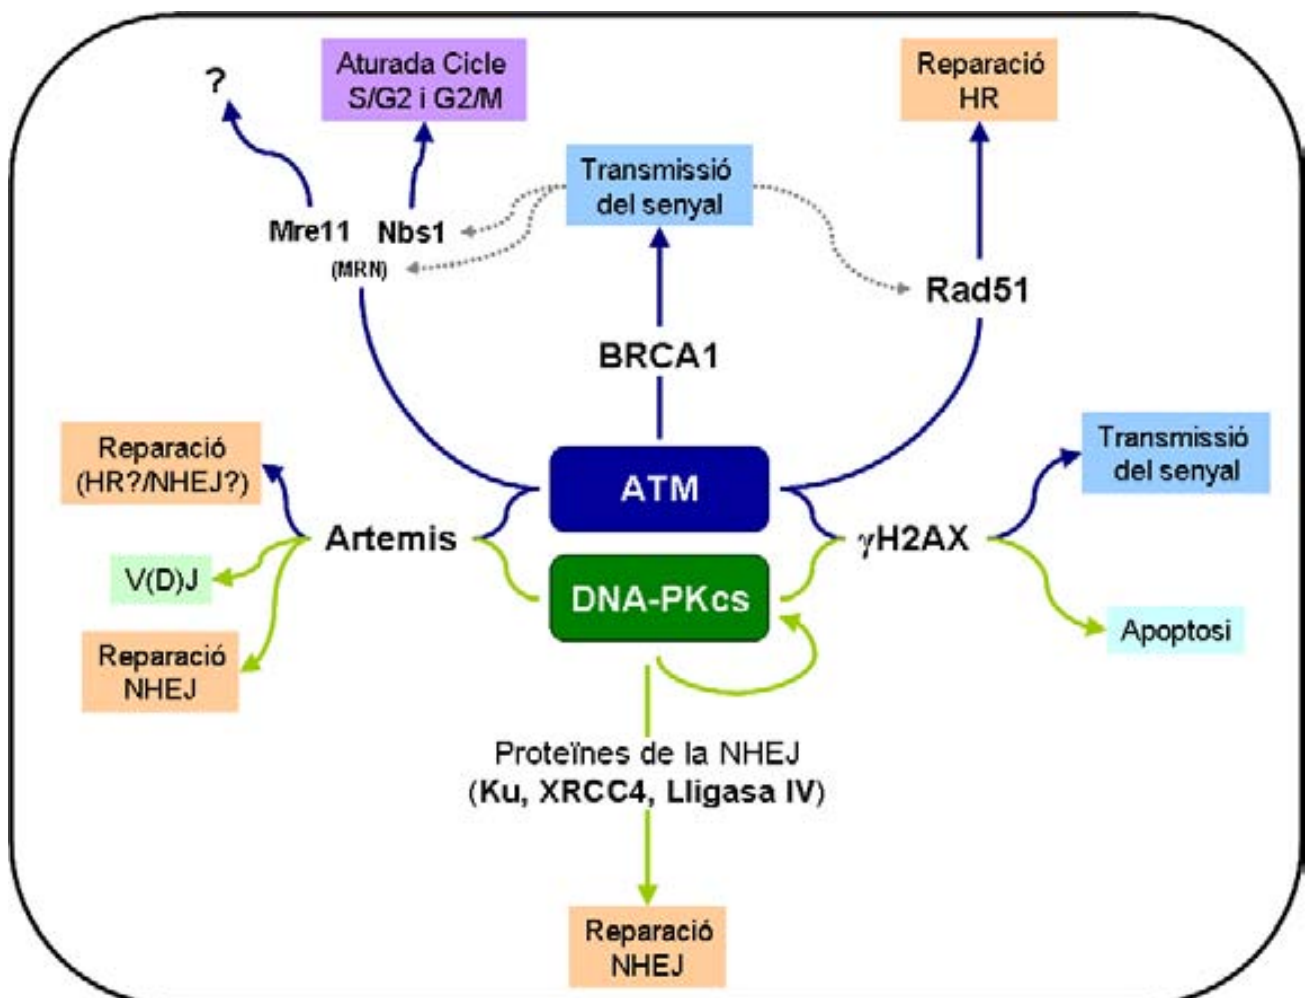 ?
Aturada Cicle
S/G2 i G2/M
Reparació
HR
Transmissió
del senyal
Mre11 Nbs1
(MRN)
Rad51
BRCA1
Reparació
(HR?/NHEJ?)
ATM
Transmissió
del senyal
Artemis
γH2AX
V(D)J
DNA-PKcs
Apoptosi
Reparació
NHEJ
Proteïnes de la NHEJ
(Ku, XRCC4, Lligasa IV)
Reparació
NHEJ